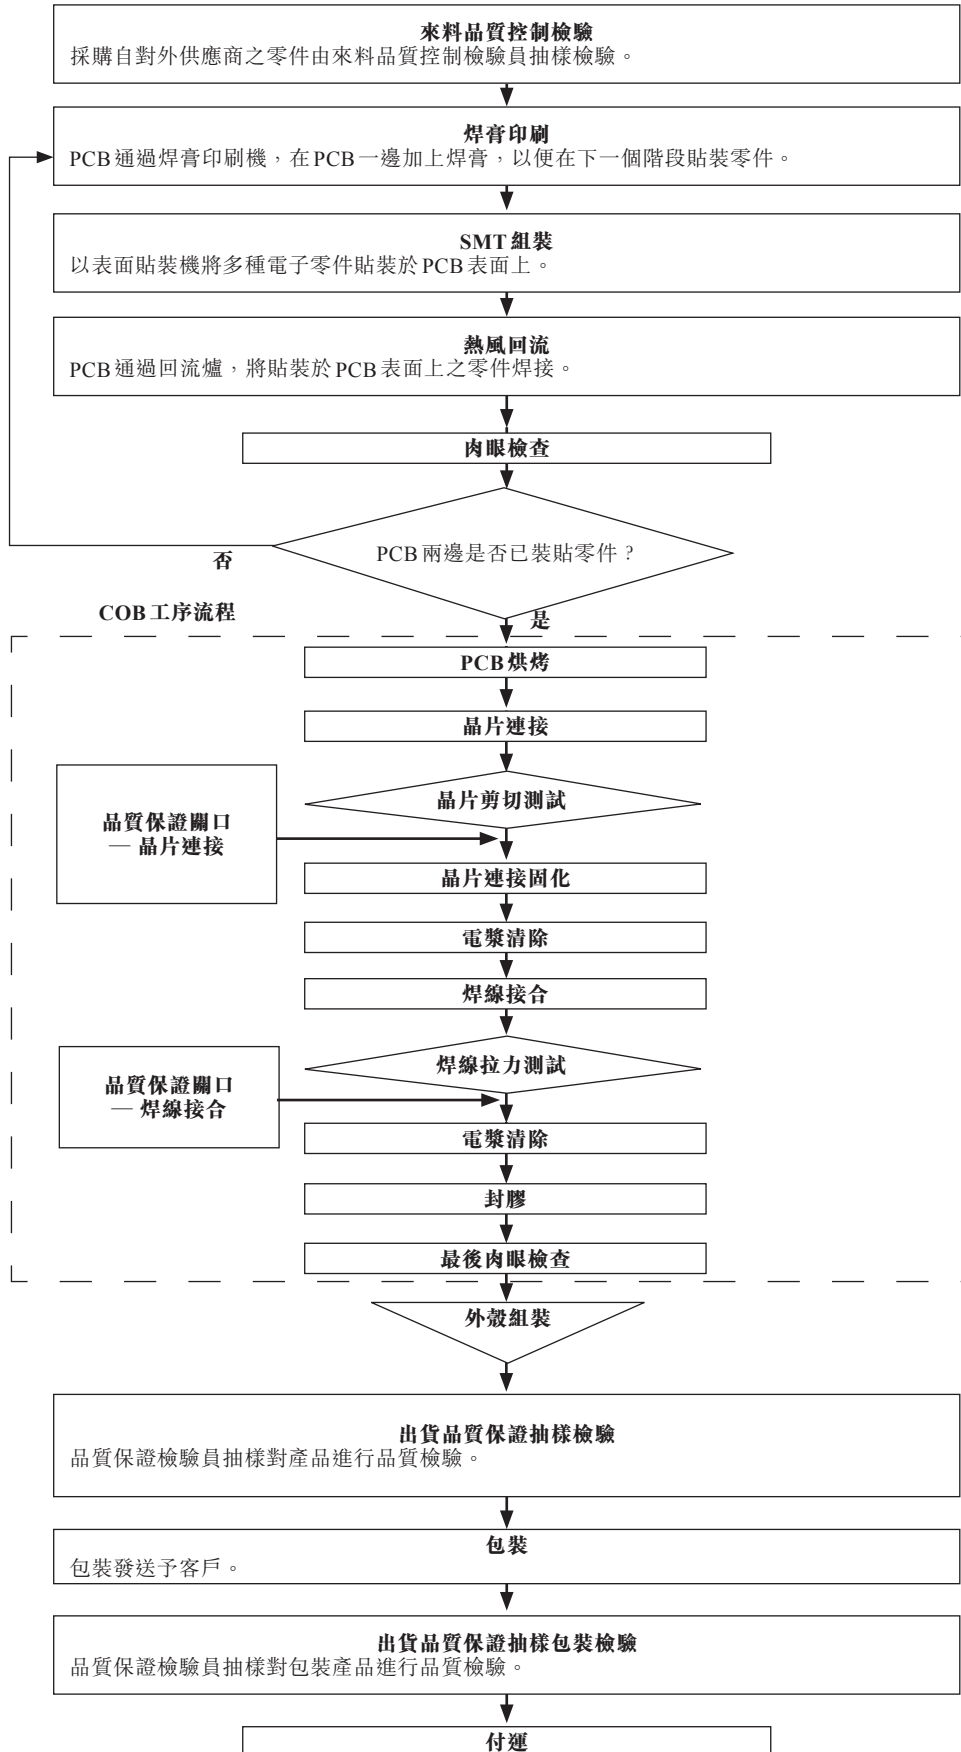 來料品質控制檢驗
採購自對外供應商之零件由來料品質控制檢驗員抽樣檢驗。
焊膏印刷
PCB通過焊膏印刷機，在PCB一邊加上焊膏，以便在下一個階段貼裝零件。
SMT組裝
以表面貼裝機將多種電子零件貼裝於PCB表面上。
熱風回流
PCB通過回流爐，將貼裝於PCB表面上之零件焊接。
肉眼檢查
PCB兩邊是否已裝貼零件？
否
COB工序流程
是
PCB烘烤
晶片連接
晶片剪切測試
品質保證關口
— 晶片連接
晶片連接固化
電漿清除
焊線接合
焊線拉力測試
品質保證關口
— 焊線接合
電漿清除
封膠
最後肉眼檢查
外殼組裝
出貨品質保證抽樣檢驗
品質保證檢驗員抽樣對產品進行品質檢驗。
包裝
包裝發送予客戶。
出貨品質保證抽樣包裝檢驗
品質保證檢驗員抽樣對包裝產品進行品質檢驗。
付運